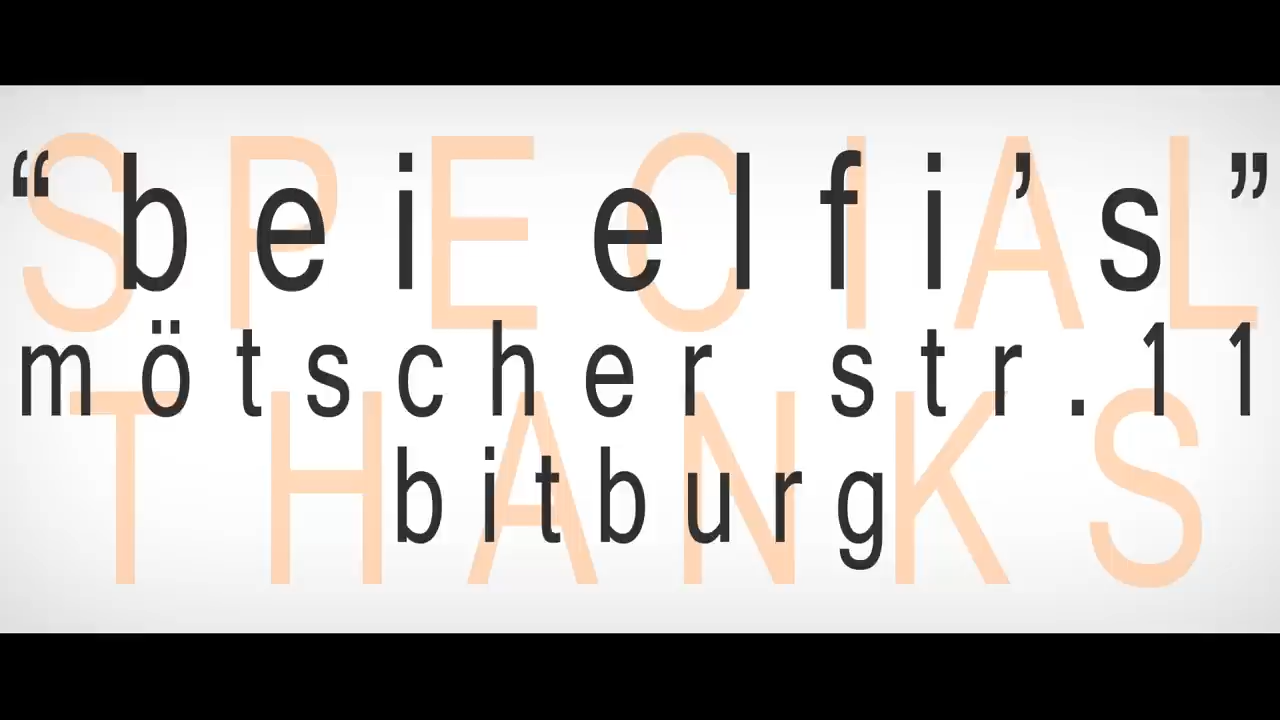 SPECIAL
“bei elfi’s”
mötscher str.11
THANKS
bitburg